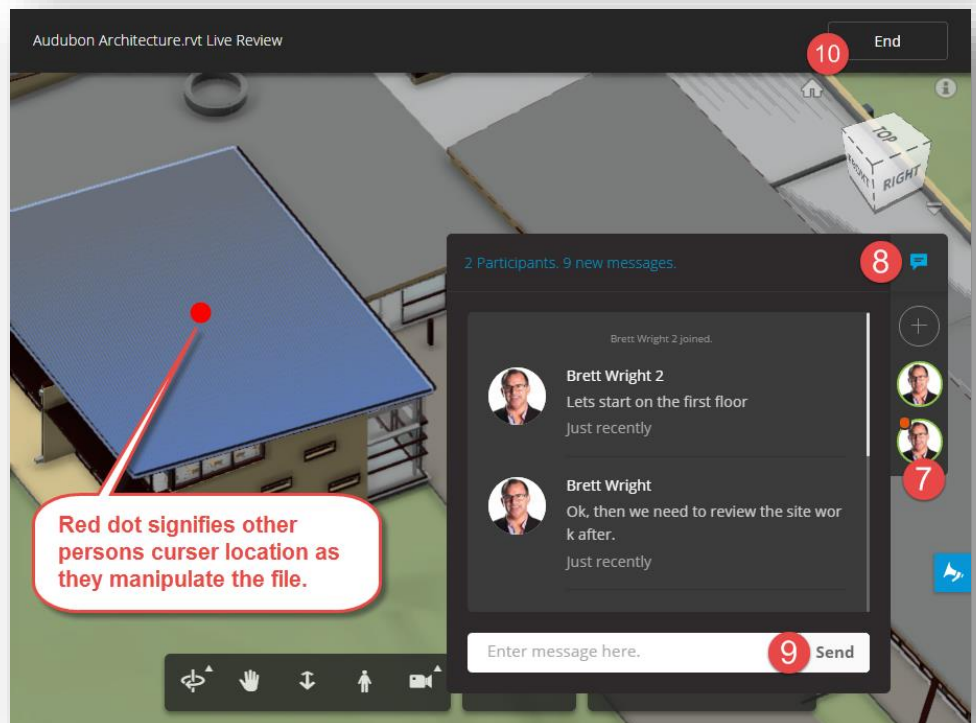 Audubon Architecture.rvt Live Review
10
End
TOP
FRONT
RIGHT
2 Participants. 9 new messages.
8
Brett Wright 2 joined.
Brett Wright 2
Lets start on the first floor
Just recently
Brett Wright
Ok, then we need to review the site wor
k after.
Just recently
7
Red dot signifies other
persons curser location as
they manipulate the file.
Enter message here.
9
Send